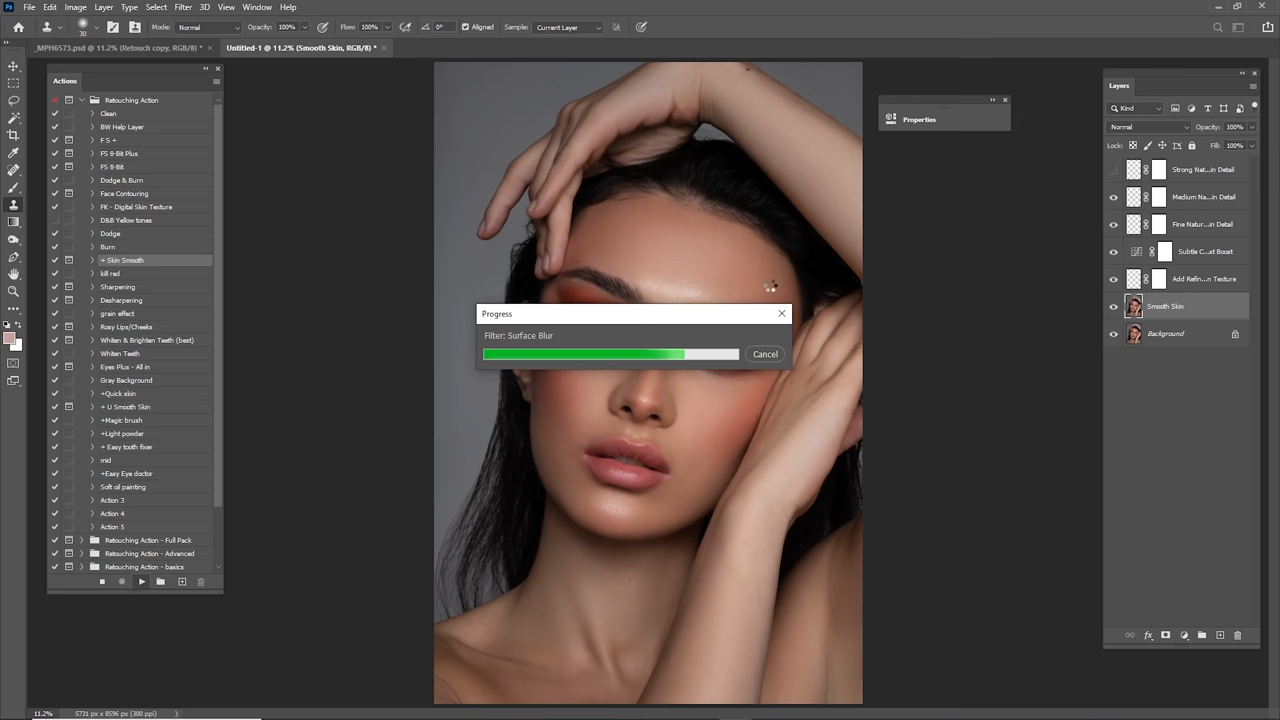 File Edit Image Layer Type Select Filter 3D View Window Help
30 Mode: Normal Opacity: 100% Flow: 100% 0° Aligned Sample: Current Layer
_MPH6573.psd @ 11.2% (Retouch copy, RGB/8) * Untitled-1 @ 11.2% (Smooth Skin, RGB/8) *
Actions
Retouching Action
Clean
BW Help Layer
F S +
FS 8-Bit Plus
FS 8-Bit
Dodge & Burn
Face Contouring
FK - Digital Skin Texture
D&B Yellow tones
Dodge
Burn
+ Skin Smooth
kill red
Sharpening
Desharpening
grain effect
Rosy Lips/Cheeks
Whiten & Brighten Teeth (best)
Whiten Teeth
Eyes Plus - All in
Gray Background
+Quick skin
+ U Smooth Skin
+Magic brush
+Light powder
+ Easy tooth fixer
mid
+Easy Eye doctor
Soft oil painting
Action 3
Action 4
Action 5
Retouching Action - Full Pack
Retouching Action - Advanced
Retouching Action - basics
Progress
Filter: Surface Blur
Cancel
Properties
Layers
Kind
Normal Opacity: 100%
Lock: Fill: 100%
Strong Nat...in Detail
Medium Na...in Detail
Fine Natur...in Detail
Subtle C...st Boost
Add Refin...n Texture
Smooth Skin
Background
fx
11.2% 5731 px x 8596 px (300 ppi)